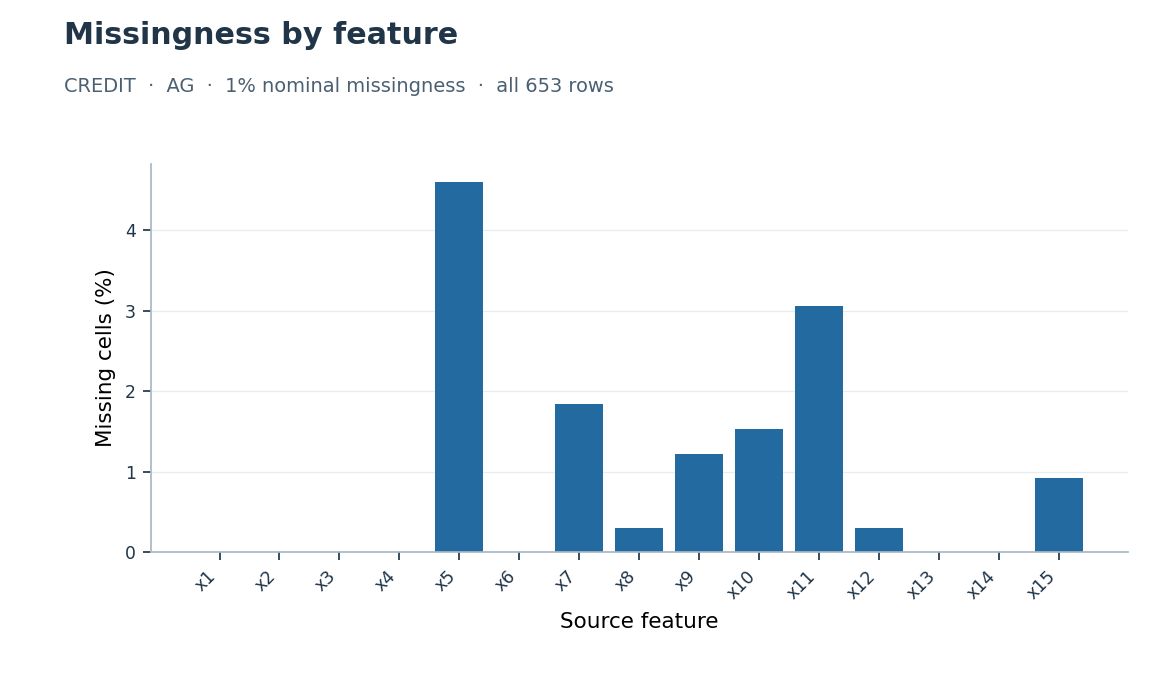 Missingness by feature
CREDIT · AG · 1% nominal missingness · all 653 rows
Missing cells (%)
4
3
2
1
0
x1 x2 x3 x4 x5 x6 x7 x8 x9 x10 x11 x12 x13 x14 x15
Source feature